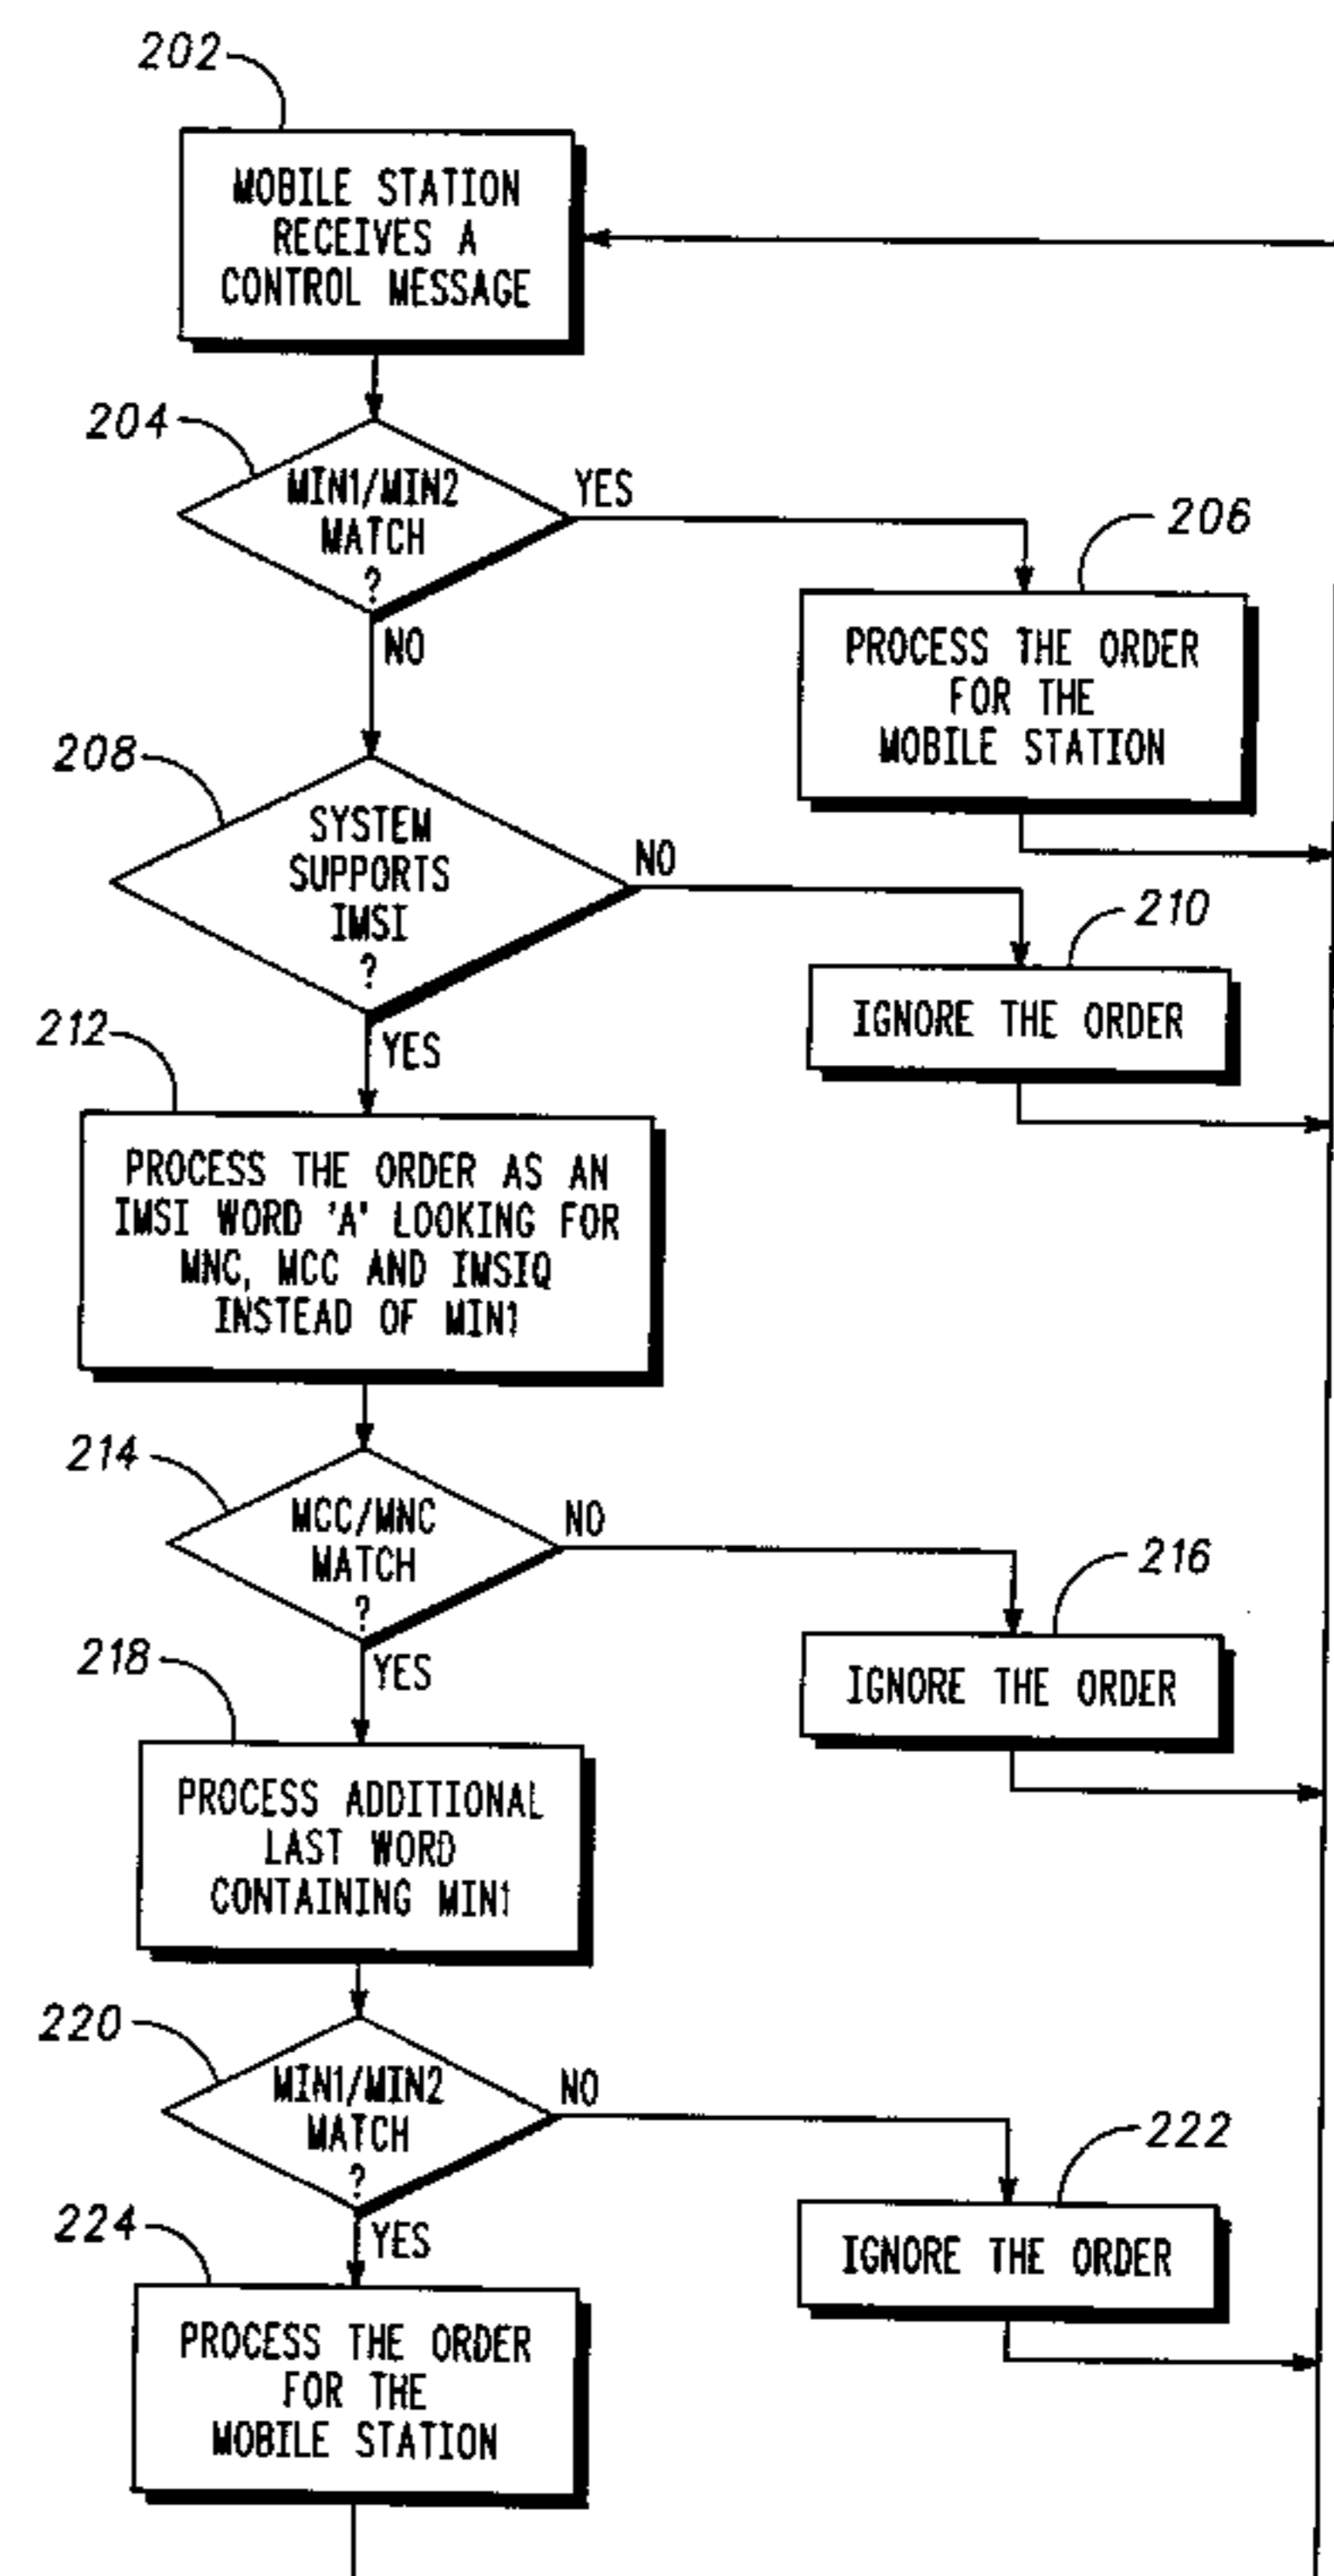 202
MOBILE STATION
RECEIVES A
CONTROL MESSAGE
204
MIN1/MIN2
MATCH
?
YES
NO
206
PROCESS THE ORDER
FOR THE
MOBILE STATION
208
SYSTEM
SUPPORTS
IMSI
?
NO
YES
210
IGNORE THE ORDER
212
PROCESS THE ORDER AS AN
IMSI WORD 'A' LOOKING FOR
MNC, MCC AND IMSIQ
INSTEAD OF MIN1
214
MCC/MNC
MATCH
?
NO
YES
216
IGNORE THE ORDER
218
PROCESS ADDITIONAL
LAST WORD
CONTAINING MIN1
220
MIN1/MIN2
MATCH
?
NO
YES
222
IGNORE THE ORDER
224
PROCESS THE ORDER
FOR THE
MOBILE STATION